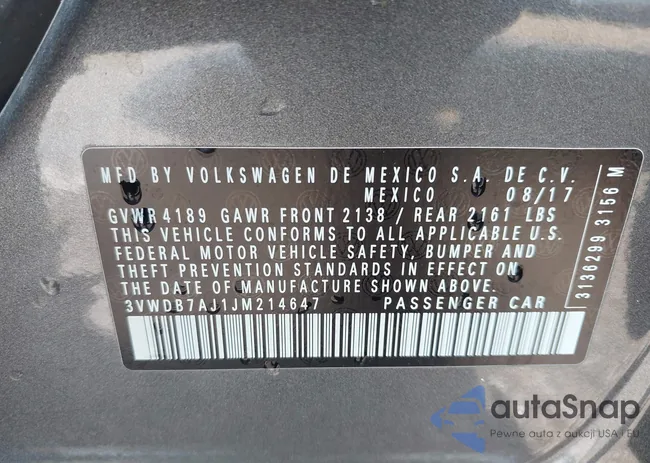 MFD BY VOLKSWAGEN DE MEXICO S.A. DE C.V.
MEXICO 08/17
GVWR 4189 GAWR FRONT 2138 / REAR 2161 LBS
THIS VEHICLE CONFORMS TO ALL APPLICABLE U.S.
FEDERAL MOTOR VEHICLE SAFETY, BUMPER AND
THEFT PREVENTION STANDARDS IN EFFECT ON
THE DATE OF MANUFACTURE SHOWN ABOVE.
3VWDB7AJ1JM214647 PASSENGER CAR
3136299 3156 M
autaSnap
Pewne auta z aukcji USA i EU